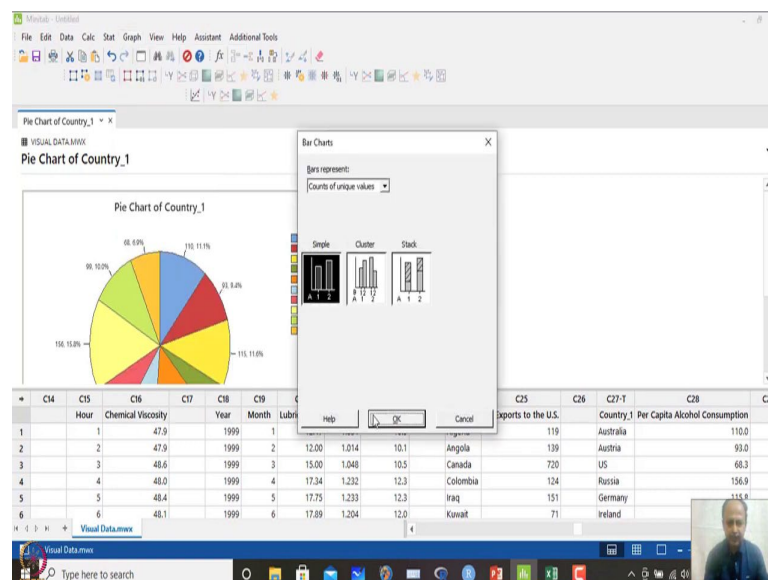 Minitab - Untitled
File Edit Data Calc Stat Graph View Help Assistant Additional Tools
Pie Chart of Country_1
VISUAL DATA.MWX
Pie Chart of Country_1
Pie Chart of Country_1
68, 6.9%
110, 11.1%
99, 10.0%
93, 9.4%
156, 15.8%
115, 11.6%
Bar Charts
Bars represent:
Counts of unique values
Simple Cluster Stack
A 1 2
A 1 2
A 1 2
Help OK Cancel
C14 C15 C16 C17 C18 C19 C25 C26 C27-T C28
Hour Chemical Viscosity Year Month Exports to the U.S. Country_1 Per Capita Alcohol Consumption
1 1 47.9 1999 1 119 Australia 110.0
2 2 47.9 1999 2 12.00 1.014 10.1 Angola 139 Austria 93.0
3 3 48.6 1999 3 15.00 1.048 10.5 Canada 720 US 68.3
4 4 48.0 1999 4 17.34 1.232 12.3 Colombia 124 Russia 156.9
5 5 48.4 1999 5 17.75 1.233 12.3 Iraq 151 Germany 115.8
6 6 48.1 1999 6 17.89 1.204 12.0 Kuwait 71 Ireland
Visual Data.mwx
Visual Data.mwx
Type here to search